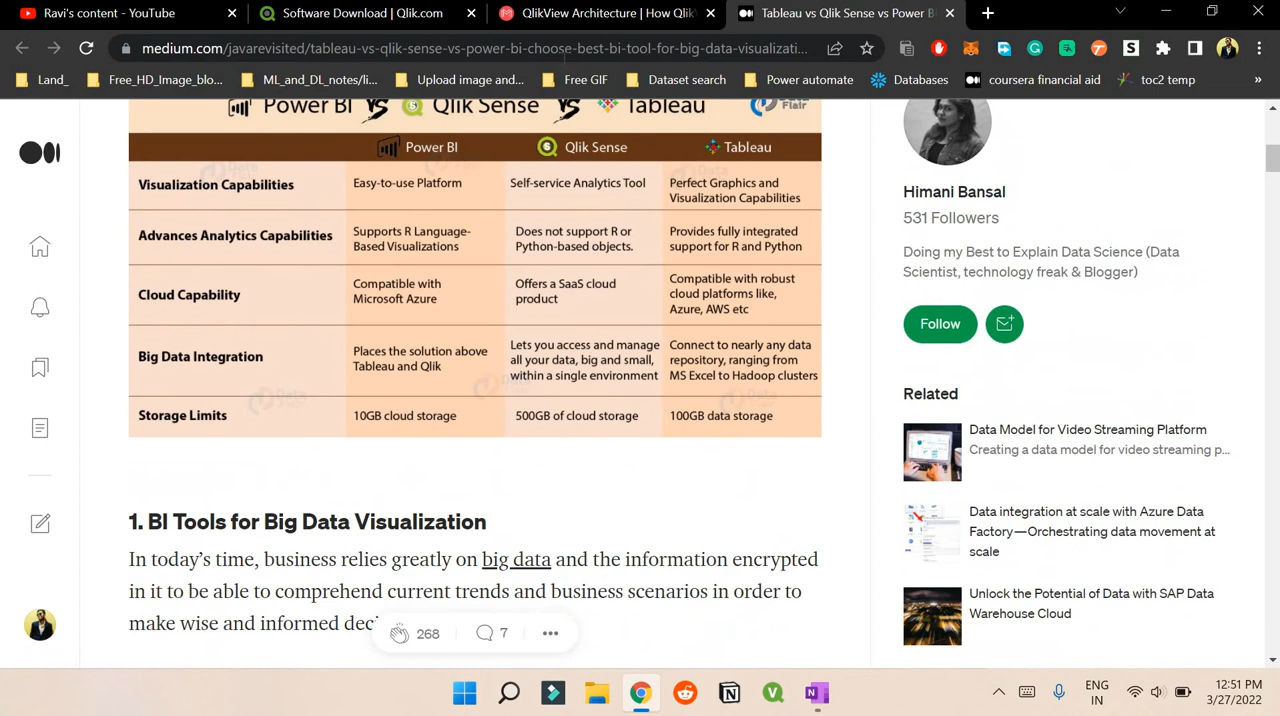 Ravi's content - YouTube
Software Download | Qlik.com
QlikView Architecture | How QlikV
Tableau vs Qlik Sense vs Power BI
medium.com/javarevisited/tableau-vs-qlik-sense-vs-power-bi-choose-best-bi-tool-for-big-data-visualizati...
Land_
Free_HD_Image_blo...
ML_and_DL_notes/li...
Upload image and...
Free GIF
Dataset search
Power automate
Databases
coursera financial aid
toc2 temp
»
Power BI VS Qlik Sense VS Tableau
Flair
Power BI Qlik Sense Tableau
Visualization Capabilities
Easy-to-use Platform
Self-service Analytics Tool
Perfect Graphics and
Visualization Capabilities
Advances Analytics Capabilities
Supports R Language-
Based Visualizations
Does not support R or
Python-based objects.
Provides fully integrated
support for R and Python
Cloud Capability
Compatible with
Microsoft Azure
Offers a SaaS cloud
product
Compatible with robust
cloud platforms like,
Azure, AWS etc
Big Data Integration
Places the solution above
Tableau and Qlik
Lets you access and manage
all your data, big and small,
within a single environment
Connect to nearly any data
repository, ranging from
MS Excel to Hadoop clusters
Storage Limits
10GB cloud storage
500GB of cloud storage
100GB data storage
1. BI Tools for Big Data Visualization
In today's time, business relies greatly on big data and the information encrypted
in it to be able to comprehend current trends and business scenarios in order to
make wise and informed
268
7
Himani Bansal
531 Followers
Doing my Best to Explain Data Science (Data
Scientist, technology freak & Blogger)
Follow
Related
Data Model for Video Streaming Platform
Creating a data model for video streaming p...
Data integration at scale with Azure Data
Factory — Orchestrating data movement at
scale
Unlock the Potential of Data with SAP Data
Warehouse Cloud
ENG
IN
12:51 PM
3/27/2022